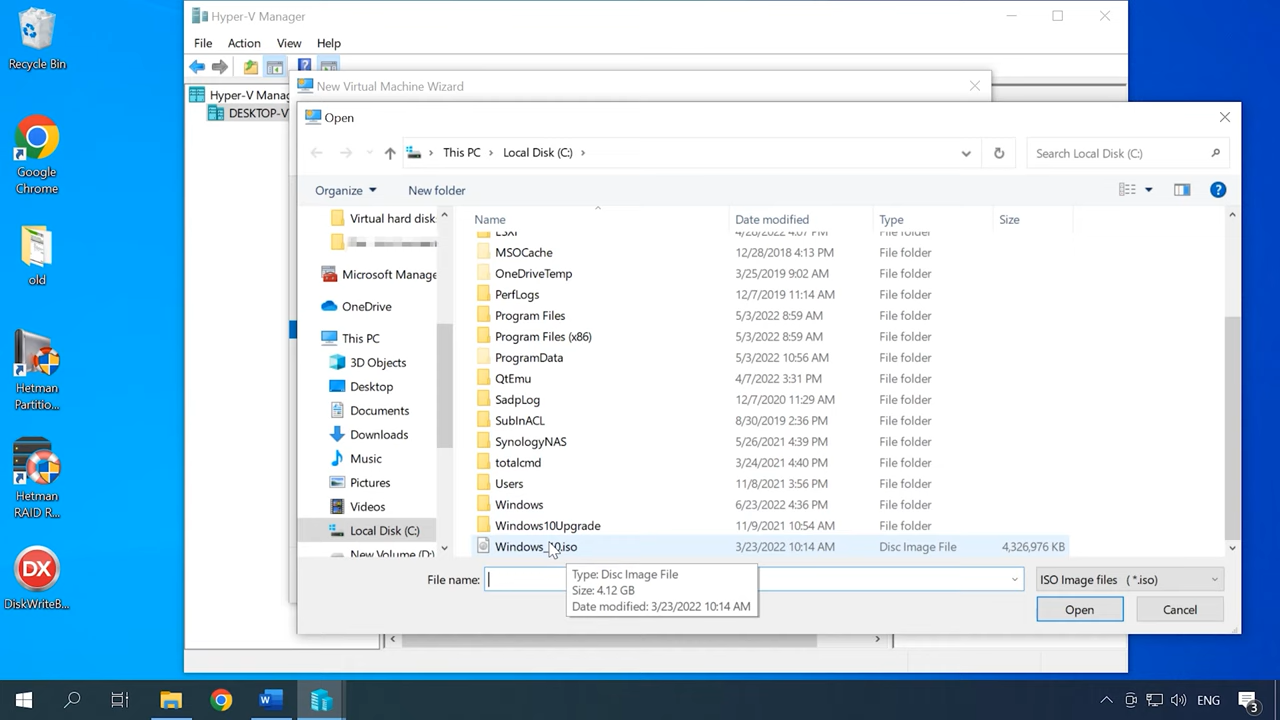 Recycle Bin
Google
Chrome
old
Hetman
Partitio...
Hetman
RAID R...
DiskWriteB...
Hyper-V Manager
File Action View Help
Hyper-V Manag
DESKTOP-V
New Virtual Machine Wizard
Open
This PC Local Disk (C:)
Search Local Disk (C:)
Organize New folder
Name Date modified Type Size
Virtual hard disk
Microsoft Manage
OneDrive
This PC
3D Objects
Desktop
Documents
Downloads
Music
Pictures
Videos
Local Disk (C:)
New Volume (D:)
ESXi 4/28/2022 4:07 PM File folder
MSOCache 12/28/2018 4:13 PM File folder
OneDriveTemp 3/25/2019 9:02 AM File folder
PerfLogs 12/7/2019 11:14 AM File folder
Program Files 5/3/2022 8:59 AM File folder
Program Files (x86) 5/3/2022 8:59 AM File folder
ProgramData 5/3/2022 10:56 AM File folder
QtEmu 4/7/2022 3:31 PM File folder
SadpLog 12/7/2020 11:29 AM File folder
SubInACL 8/30/2019 2:36 PM File folder
SynologyNAS 5/26/2021 4:39 PM File folder
totalcmd 3/24/2021 4:40 PM File folder
Users 11/8/2021 3:56 PM File folder
Windows 6/23/2022 4:36 PM File folder
Windows10Upgrade 11/9/2021 10:54 AM File folder
Windows_10.iso 3/23/2022 10:14 AM Disc Image File 4,326,976 KB
Type: Disc Image File
Size: 4.12 GB
Date modified: 3/23/2022 10:14 AM
File name: ISO Image files (*.iso)
Open Cancel
ENG
3